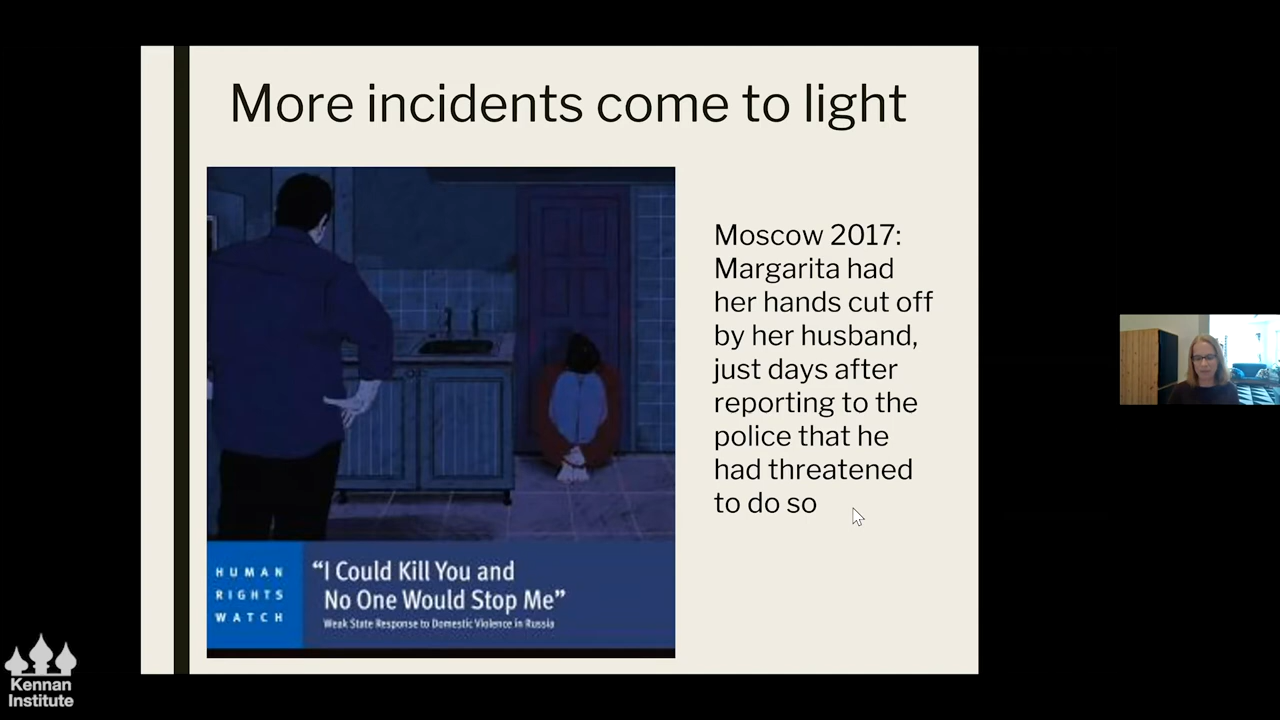 More incidents come to light
Moscow 2017:
Margarita had
her hands cut off
by her husband,
just days after
reporting to the
police that he
had threatened
to do so
HUMAN
RIGHTS
WATCH
“I Could Kill You and
No One Would Stop Me”
Weak State Response to Domestic Violence in Russia
Kennan
Institute